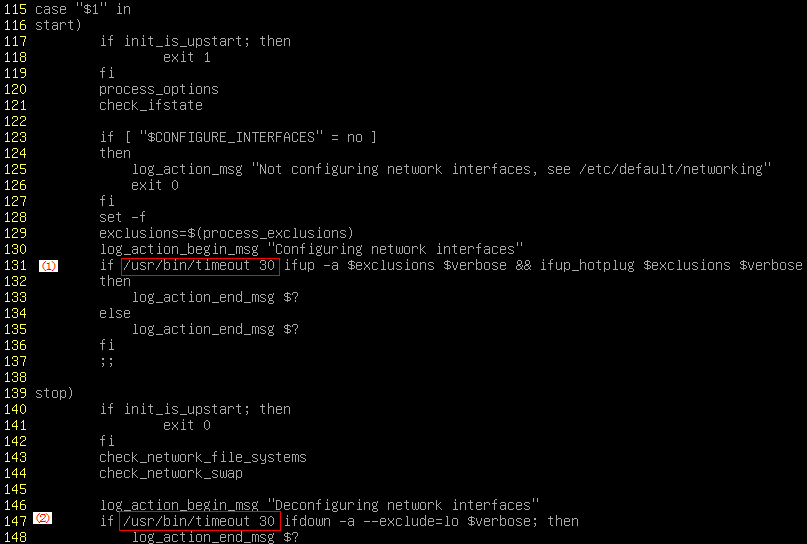 115 case "$1" in
116 start)
117         if init_is_upstart; then
118                 exit 1
119         fi
120         process_options
121         check_ifstate
122
123         if [ "$CONFIGURE_INTERFACES" = no ]
124         then
125             log_action_msg "Not configuring network interfaces, see /etc/default/networking"
126             exit 0
127         fi
128         set -f
129         exclusions=$(process_exclusions)
130         log_action_begin_msg "Configuring network interfaces"
131 (1)     if /usr/bin/timeout 30 ifup -a $exclusions $verbose && ifup_hotplug $exclusions $verbose
132         then
133             log_action_end_msg $?
134         else
135             log_action_end_msg $?
136         fi
137         ;;
138
139 stop)
140         if init_is_upstart; then
141                 exit 0
142         fi
143         check_network_file_systems
144         check_network_swap
145
146         log_action_begin_msg "Deconfiguring network interfaces"
147 (2)     if /usr/bin/timeout 30 ifdown -a --exclude=lo $verbose; then
148             log_action_end_msg $?